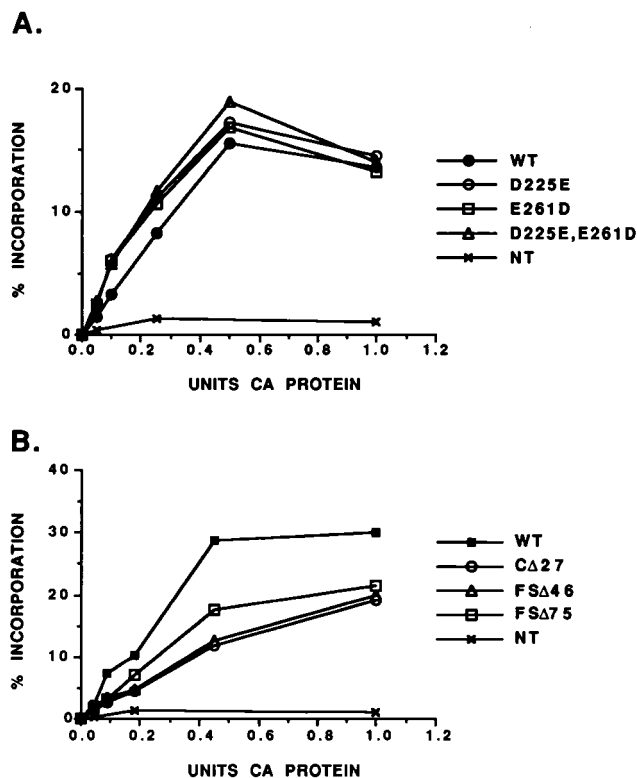 A.
20
10
0
% INCORPORATION
0.0 0.2 0.4 0.6 0.8 1.0 1.2
UNITS CA PROTEIN
WT
D225E
E261D
D225E,E261D
NT
B.
40
30
20
10
0
% INCORPORATION
0.0 0.2 0.4 0.6 0.8 1.0 1.2
UNITS CA PROTEIN
WT
CΔ27
FSΔ46
FSΔ75
NT